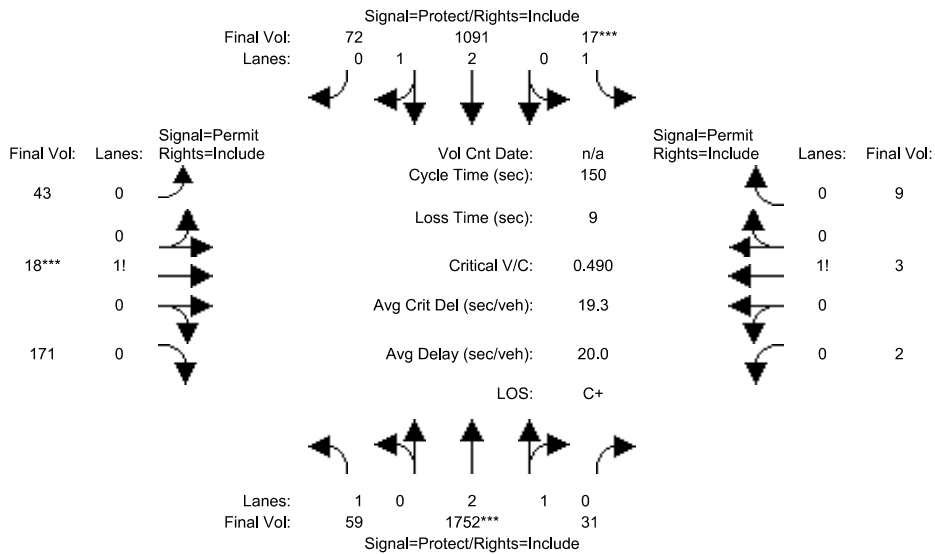 Signal=Protect/Rights=Include
Final Vol: 72 1091 17***
Lanes: 0 1 2 0 1
Signal=Permit Signal=Permit
Final Vol: Lanes: Rights=Include Vol Cnt Date: n/a Rights=Include Lanes: Final Vol:
Cycle Time (sec): 150
43 0 0 9
Loss Time (sec): 9
0 0
18*** 1! Critical V/C: 0.490 1! 3
0 Avg Crit Del (sec/veh): 19.3 0
171 0 Avg Delay (sec/veh): 20.0 0 2
LOS: C+
Lanes: 1 0 2 1 0
Final Vol: 59 1752*** 31
Signal=Protect/Rights=Include